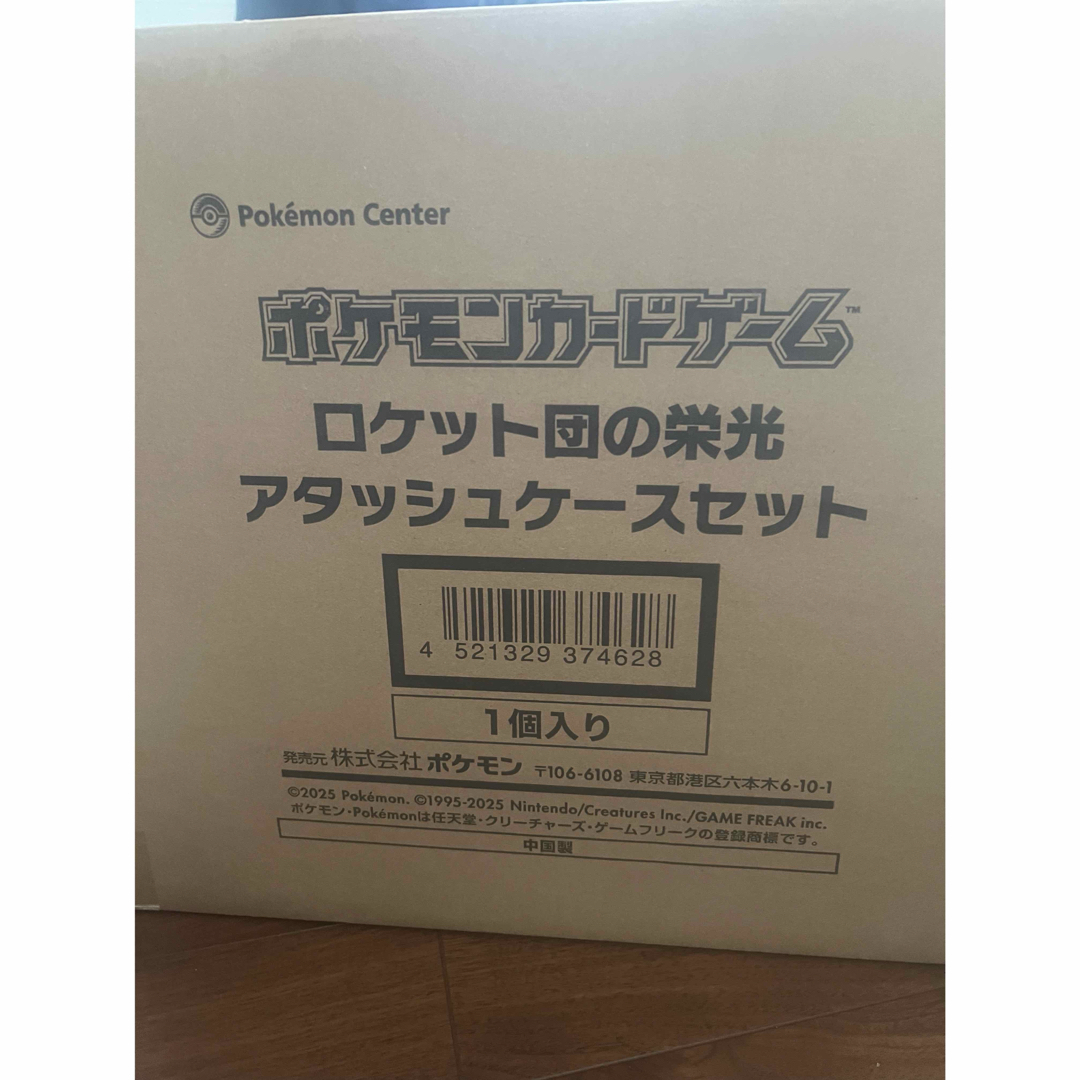 Pokémon Center
ポケモンカードゲーム™
ロケット団の栄光
アタッシュケースセット
4 521329 374628
1個入り
発売元 株式会社 ポケモン 〒106-6108 東京都港区六本木6-10-1
©2025 Pokémon. ©1995-2025 Nintendo/Creatures Inc./GAME FREAK inc.
ポケモン・Pokémonは任天堂・クリーチャーズ・ゲームフリークの登録商標です。
中国製